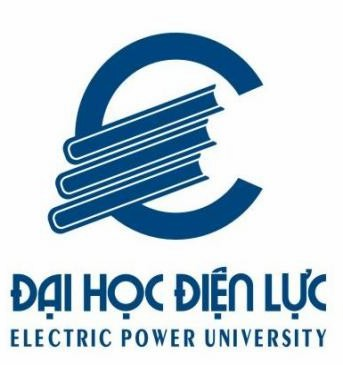 ĐẠI HỌC ĐIỆN LỰC
ELECTRIC POWER UNIVERSITY